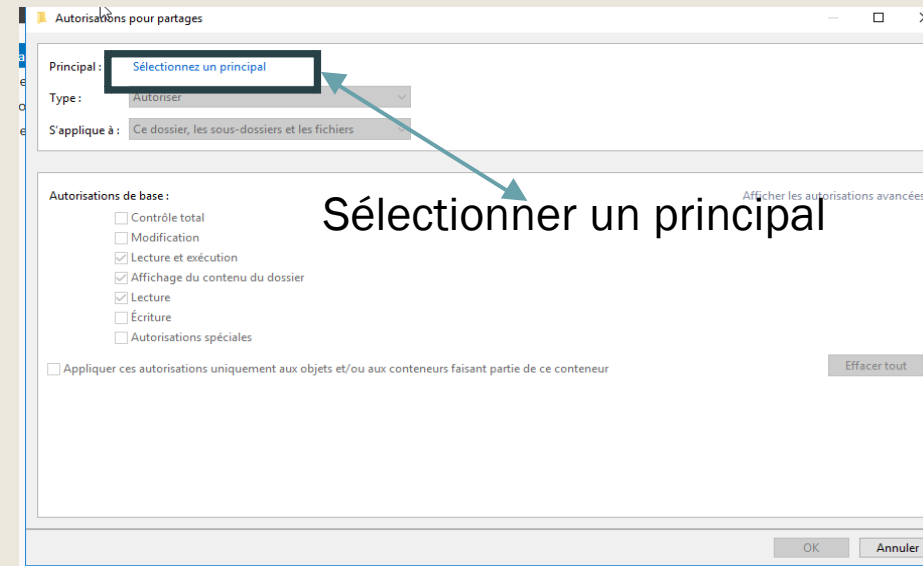 Autorisations pour partages
Principal : Sélectionnez un principal
Type : Autoriser
S'applique à : Ce dossier, les sous-dossiers et les fichiers
Autorisations de base :
Afficher les autorisations avancées
Sélectionner un principal
Contrôle total
Modification
Lecture et exécution
Affichage du contenu du dossier
Lecture
Écriture
Autorisations spéciales
Appliquer ces autorisations uniquement aux objets et/ou aux conteneurs faisant partie de ce conteneur
Effacer tout
OK Annuler